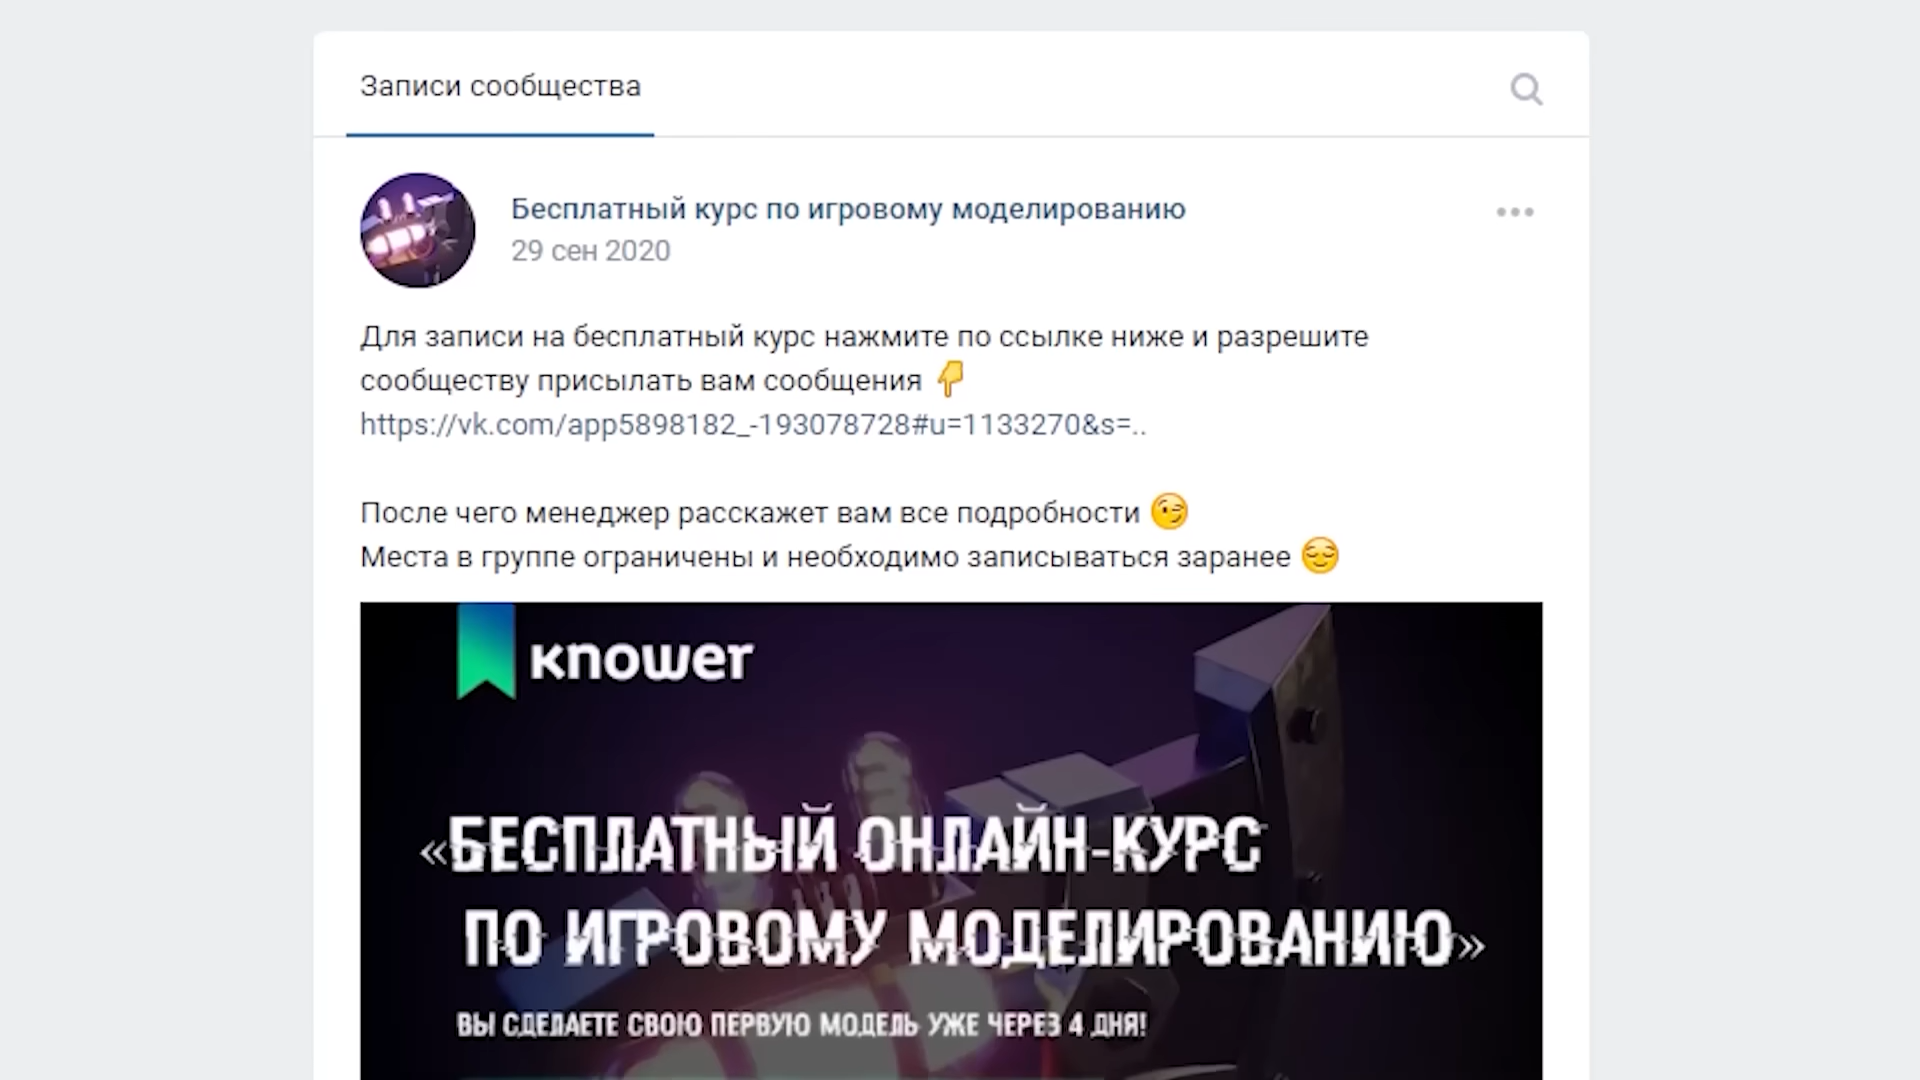 Записи сообщества
Бесплатный курс по игровому моделированию
29 сен 2020
Для записи на бесплатный курс нажмите по ссылке ниже и разрешите
сообществу присылать вам сообщения 👇
https://vk.com/app5898182_-193078728#u=1133270&s=..
После чего менеджер расскажет вам все подробности 😉
Места в группе ограничены и необходимо записываться заранее 😌
knower
«БЕСПЛАТНЫЙ ОНЛАЙН-КУРС
ПО ИГРОВОМУ МОДЕЛИРОВАНИЮ»
ВЫ СДЕЛАЕТЕ СВОЮ ПЕРВУЮ МОДЕЛЬ УЖЕ ЧЕРЕЗ 4 ДНЯ!